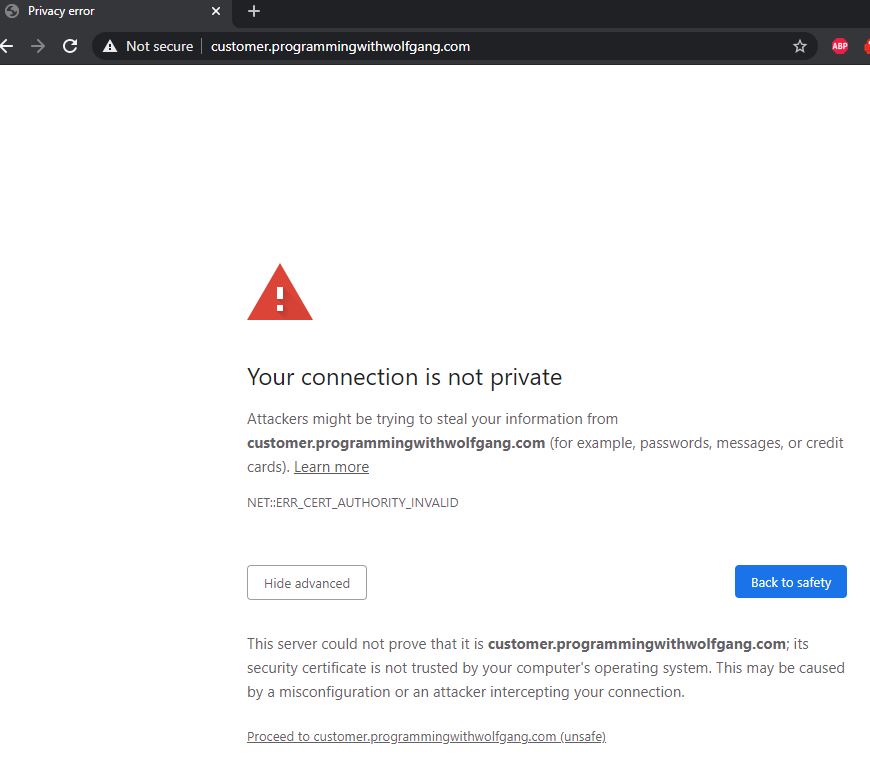 Privacy error
Not secure
customer.programmingwithwolfgang.com
ABP
Your connection is not private
Attackers might be trying to steal your information from
customer.programmingwithwolfgang.com (for example, passwords, messages, or credit
cards). Learn more
NET::ERR_CERT_AUTHORITY_INVALID
Hide advanced
Back to safety
This server could not prove that it is customer.programmingwithwolfgang.com; its
security certificate is not trusted by your computer's operating system. This may be caused
by a misconfiguration or an attacker intercepting your connection.
Proceed to customer.programmingwithwolfgang.com (unsafe)